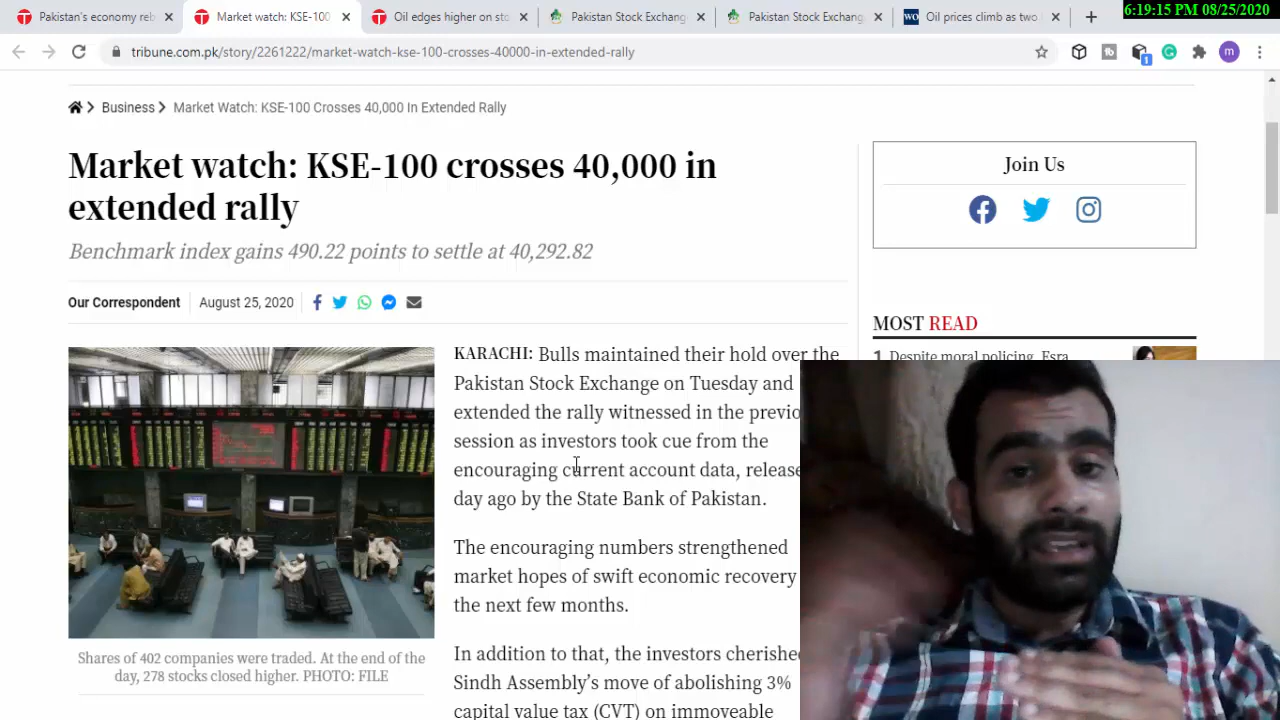 Pakistan's economy reb
Market watch: KSE-100
Oil edges higher on sto
Pakistan Stock Exchang
Pakistan Stock Exchang
Oil prices climb as two
6:19:15 PM 08/25/2020
tribune.com.pk/story/2261222/market-watch-kse-100-crosses-40000-in-extended-rally
Business
Market Watch: KSE-100 Crosses 40,000 In Extended Rally
Market watch: KSE-100 crosses 40,000 in
extended rally
Benchmark index gains 490.22 points to settle at 40,292.82
Our Correspondent
August 25, 2020
Shares of 402 companies were traded. At the end of the
day, 278 stocks closed higher. PHOTO: FILE
KARACHI: Bulls maintained their hold over the
Pakistan Stock Exchange on Tuesday and
extended the rally witnessed in the previo
session as investors took cue from the
encouraging current account data, release
day ago by the State Bank of Pakistan.
The encouraging numbers strengthened
market hopes of swift economic recovery
the next few months.
In addition to that, the investors cherishe
Sindh Assembly's move of abolishing 3%
capital value tax (CVT) on immoveable
Join Us
MOST READ
1 Despite moral policing, Esra